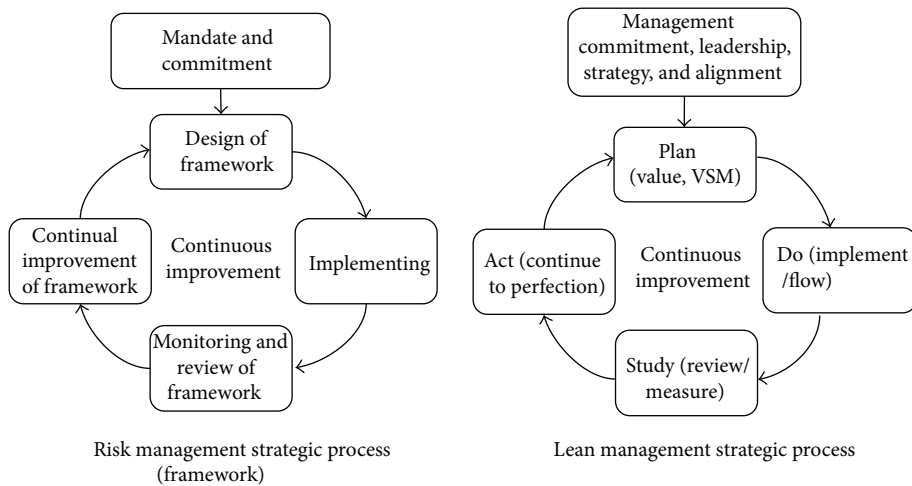 Mandate and
commitment
Design of
framework
Continual
improvement
of framework
Continuous
improvement
Implementing
Monitoring and
review of
framework
Risk management strategic process
(framework)
Management
commitment, leadership,
strategy, and alignment
Plan
(value, VSM)
Act (continue
to perfection)
Continuous
improvement
Do (implement
/flow)
Study (review/
measure)
Lean management strategic process